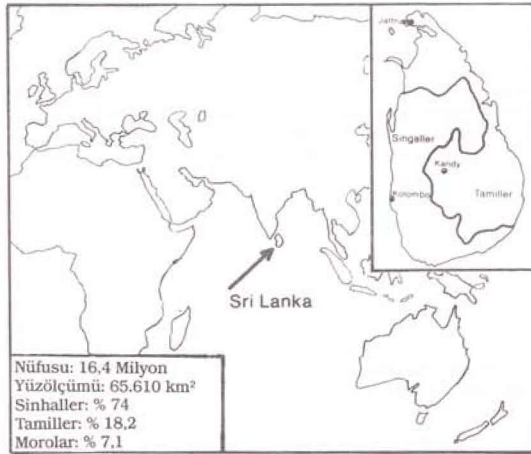 Jaffna
Singaller
Kandy
Kolombo
Tamiller
Sri Lanka
Nüfusu: 16,4 Milyon
Yüzölçümü: 65.610 km²
Sinhaller: % 74
Tamiller: % 18,2
Morolar: % 7,1